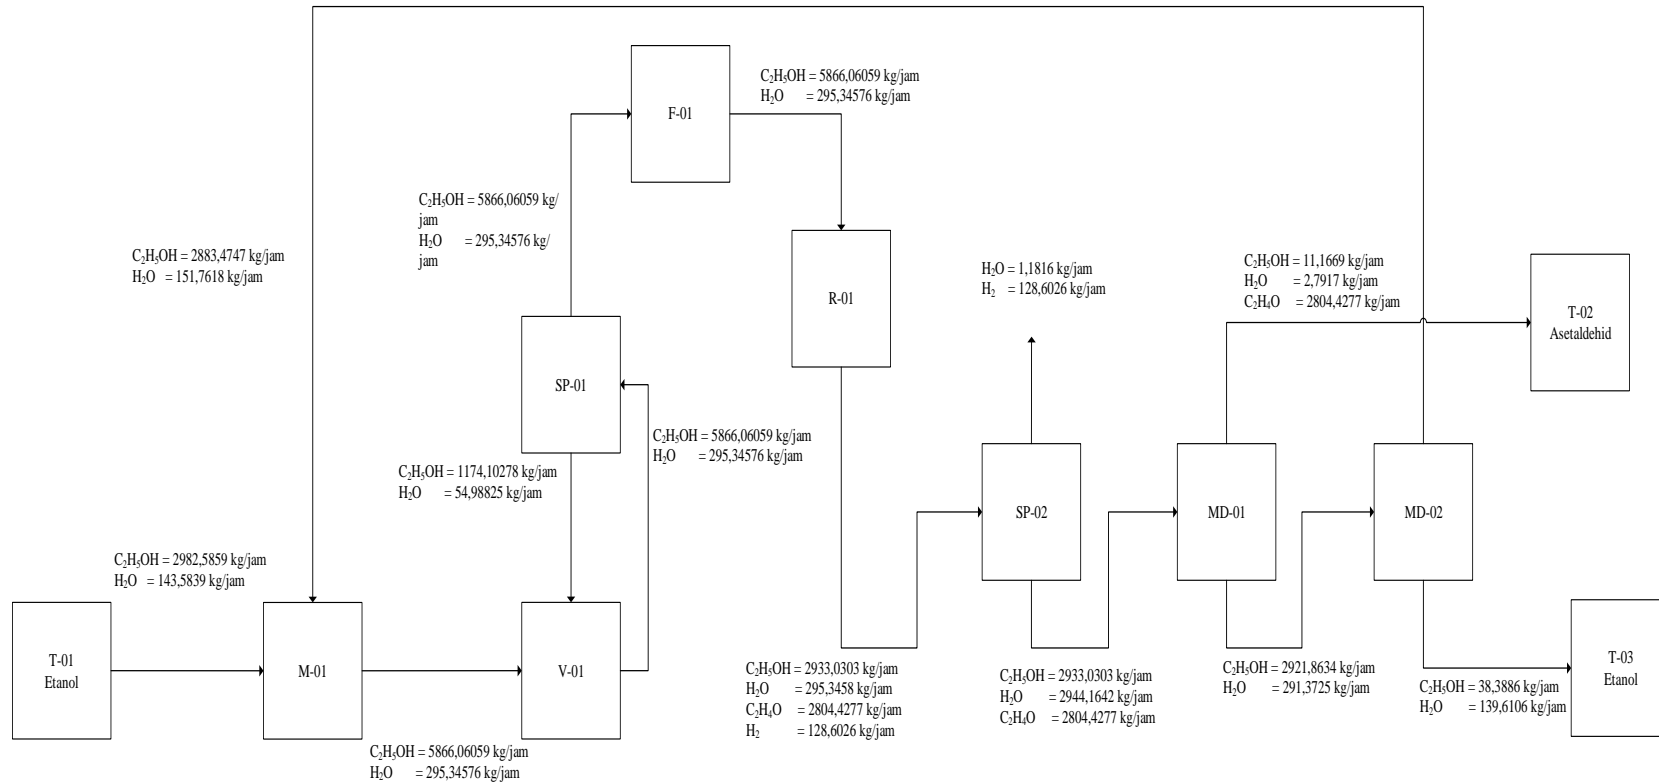 C₂H₅OH = 5866,06059 kg/jam
H₂O = 295,34576 kg/jam
F-01
C₂H₅OH = 5866,06059 kg/
jam
H₂O = 295,34576 kg/
jam
C₂H₅OH = 2883,4747 kg/jam
H₂O = 151,7618 kg/jam
R-01
H₂O = 1,1816 kg/jam
H₂ = 128,6026 kg/jam
C₂H₅OH = 11,1669 kg/jam
H₂O = 2,7917 kg/jam
C₂H₄O = 2804,4277 kg/jam
T-02
Asetaldehid
SP-01
C₂H₅OH = 5866,06059 kg/jam
H₂O = 295,34576 kg/jam
C₂H₅OH = 1174,10278 kg/jam
H₂O = 54,98825 kg/jam
SP-02
MD-01
MD-02
C₂H₅OH = 2982,5859 kg/jam
H₂O = 143,5839 kg/jam
T-01
Etanol
M-01
V-01
T-03
Etanol
C₂H₅OH = 2933,0303 kg/jam
H₂O = 295,3458 kg/jam
C₂H₄O = 2804,4277 kg/jam
H₂ = 128,6026 kg/jam
C₂H₅OH = 2933,0303 kg/jam
H₂O = 2944,1642 kg/jam
C₂H₄O = 2804,4277 kg/jam
C₂H₅OH = 2921,8634 kg/jam
H₂O = 291,3725 kg/jam
C₂H₅OH = 38,3886 kg/jam
H₂O = 139,6106 kg/jam
C₂H₅OH = 5866,06059 kg/jam
H₂O = 295,34576 kg/jam